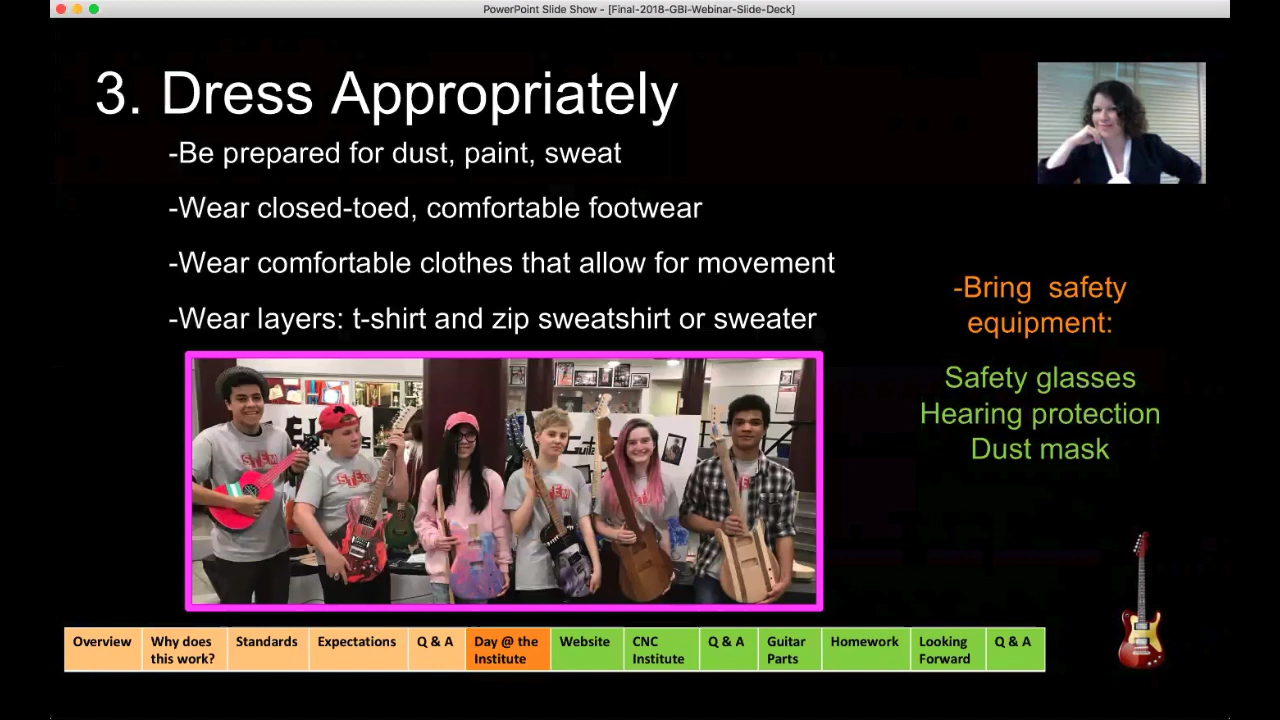 PowerPoint Slide Show - [Final-2018-GBI-Webinar-Slide-Deck]
3. Dress Appropriately
-Be prepared for dust, paint, sweat
-Wear closed-toed, comfortable footwear
-Wear comfortable clothes that allow for movement
-Wear layers: t-shirt and zip sweatshirt or sweater
-Bring safety
equipment:
Safety glasses
Hearing protection
Dust mask
STEM
STEM
STEM
Overview
Why does
this work?
Standards
Expectations
Q & A
Day @ the
Institute
Website
CNC
Institute
Q & A
Guitar
Parts
Homework
Looking
Forward
Q & A